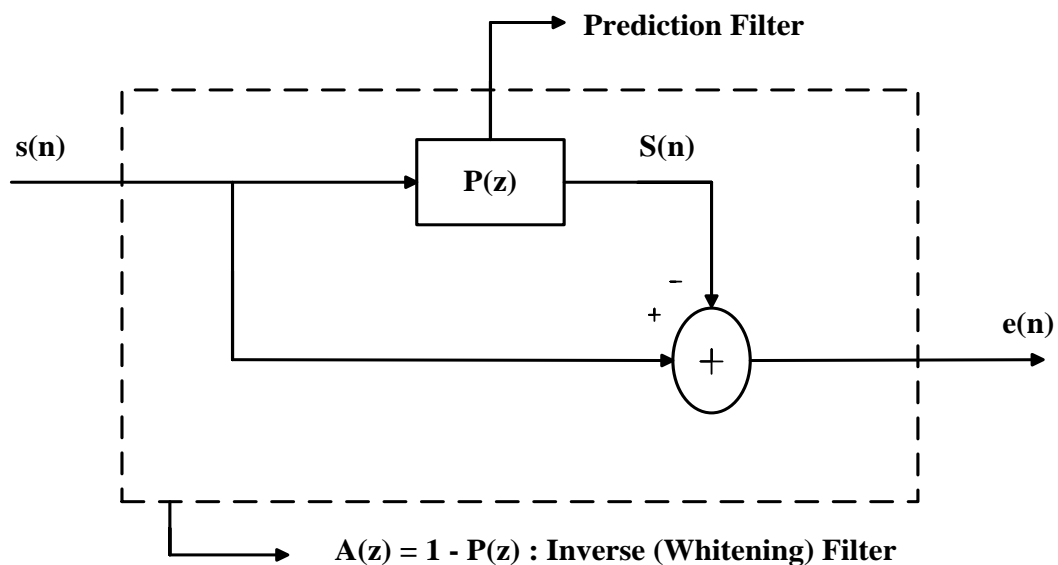 Prediction Filter
s(n)
S(n)
P(z)
−
+
e(n)
+
A(z) = 1 - P(z) : Inverse (Whitening) Filter